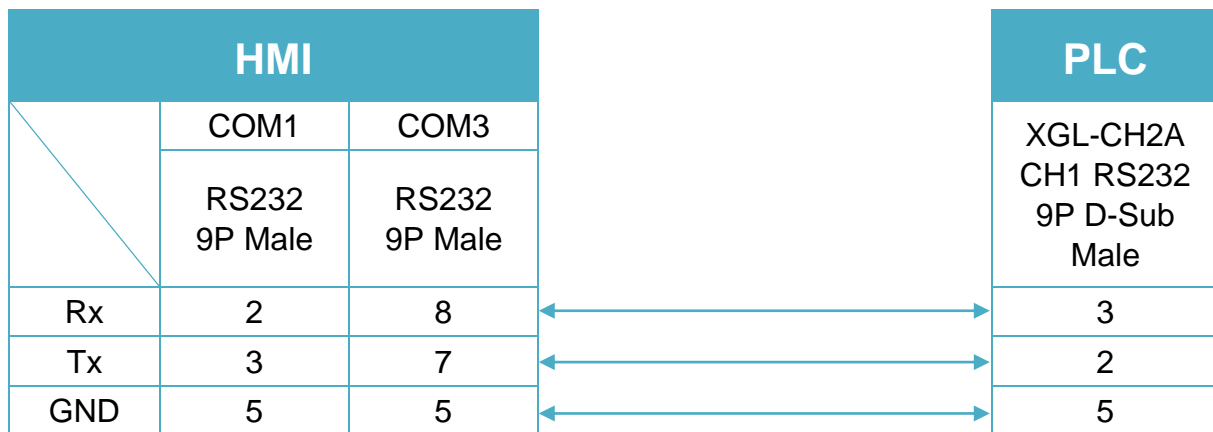 HMI
PLC
COM1 COM3
RS232
9P Male
RS232
9P Male
XGL-CH2A
CH1 RS232
9P D-Sub
Male
Rx 2 8 3
Tx 3 7 2
GND 5 5 5